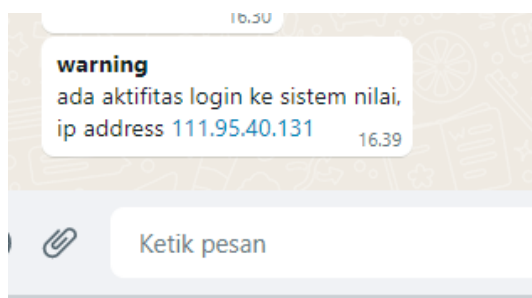 16.30
warning
ada aktifitas login ke sistem nilai,
ip address 111.95.40.131 16.39
Ketik pesan